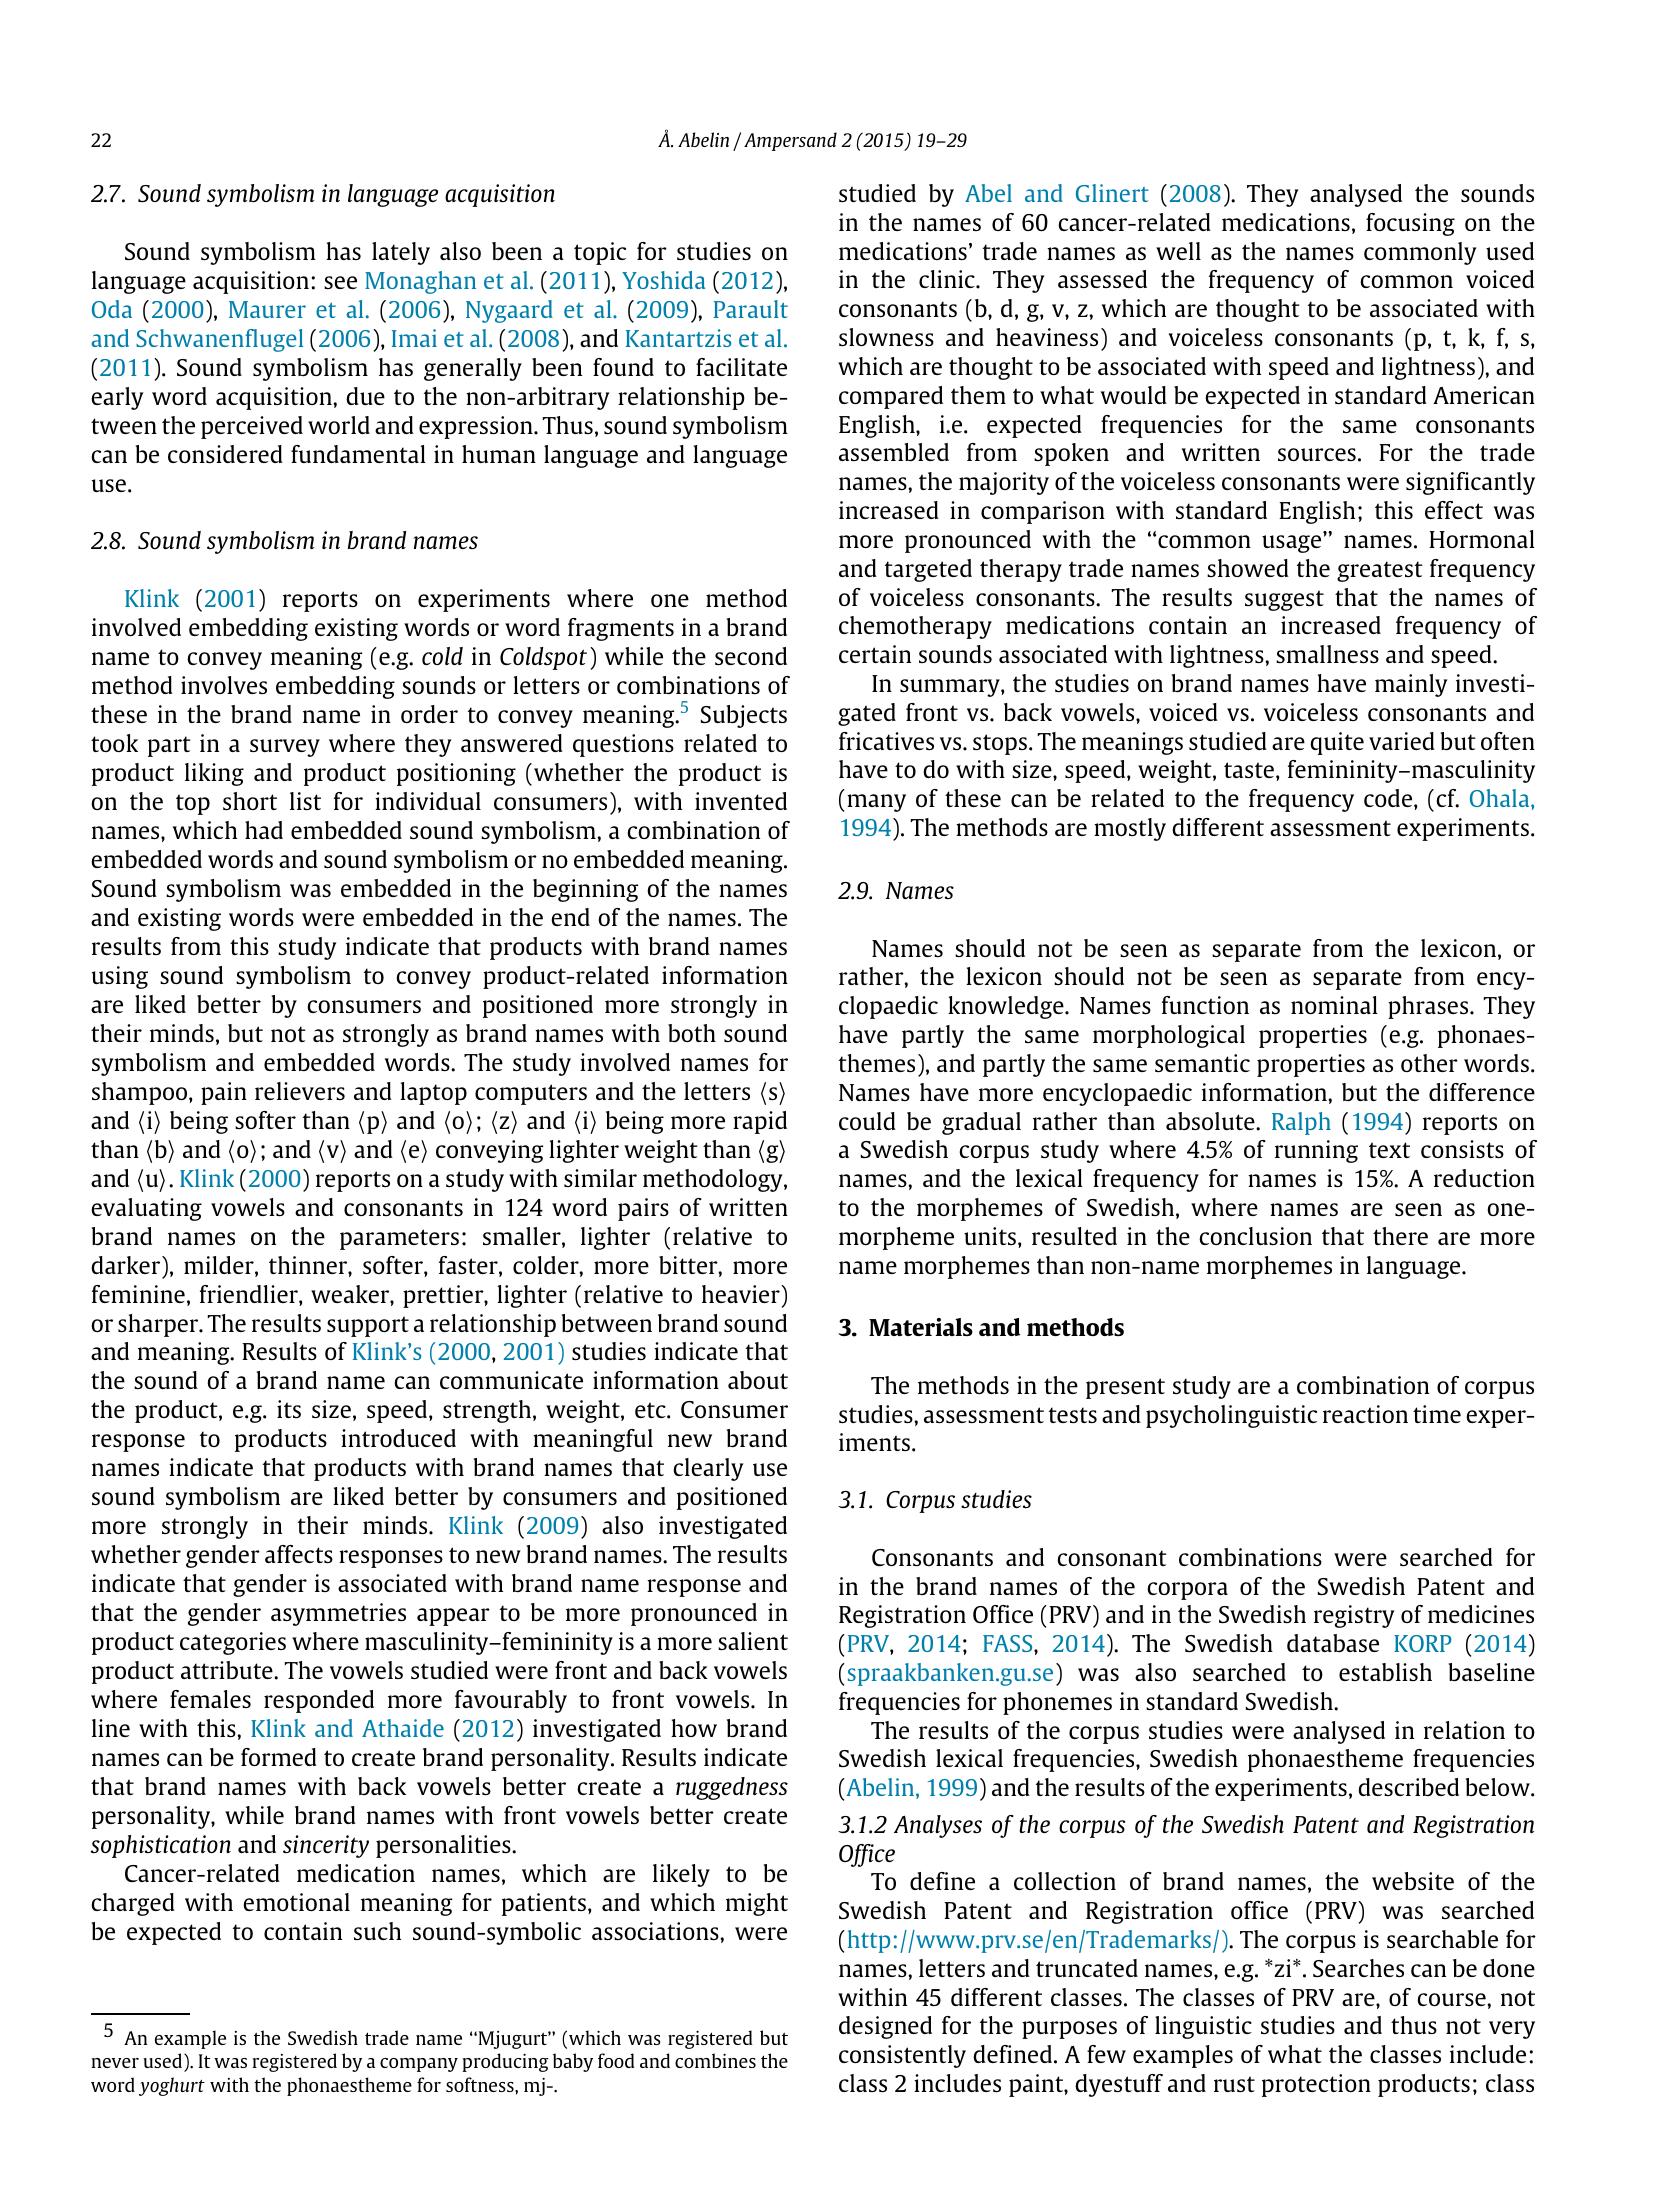 22
Å. Abelin / Ampersand 2 (2015) 19–29
2.7. Sound symbolism in language acquisition
Sound symbolism has lately also been a topic for studies on
language acquisition: see Monaghan et al. (2011), Yoshida (2012),
Oda (2000), Maurer et al. (2006), Nygaard et al. (2009), Parault
and Schwanenflugel (2006), Imai et al. (2008), and Kantartzis et al.
(2011). Sound symbolism has generally been found to facilitate
early word acquisition, due to the non-arbitrary relationship be-
tween the perceived world and expression. Thus, sound symbolism
can be considered fundamental in human language and language
use.
2.8. Sound symbolism in brand names
Klink (2001) reports on experiments where one method
involved embedding existing words or word fragments in a brand
name to convey meaning (e.g. cold in Coldspot) while the second
method involves embedding sounds or letters or combinations of
these in the brand name in order to convey meaning.5 Subjects
took part in a survey where they answered questions related to
product liking and product positioning (whether the product is
on the top short list for individual consumers), with invented
names, which had embedded sound symbolism, a combination of
embedded words and sound symbolism or no embedded meaning.
Sound symbolism was embedded in the beginning of the names
and existing words were embedded in the end of the names. The
results from this study indicate that products with brand names
using sound symbolism to convey product-related information
are liked better by consumers and positioned more strongly in
their minds, but not as strongly as brand names with both sound
symbolism and embedded words. The study involved names for
shampoo, pain relievers and laptop computers and the letters ⟨s⟩
and ⟨i⟩ being softer than ⟨p⟩ and ⟨o⟩; ⟨z⟩ and ⟨i⟩ being more rapid
than ⟨b⟩ and ⟨o⟩; and ⟨v⟩ and ⟨e⟩ conveying lighter weight than ⟨g⟩
and ⟨u⟩. Klink (2000) reports on a study with similar methodology,
evaluating vowels and consonants in 124 word pairs of written
brand names on the parameters: smaller, lighter (relative to
darker), milder, thinner, softer, faster, colder, more bitter, more
feminine, friendlier, weaker, prettier, lighter (relative to heavier)
or sharper. The results support a relationship between brand sound
and meaning. Results of Klink's (2000, 2001) studies indicate that
the sound of a brand name can communicate information about
the product, e.g. its size, speed, strength, weight, etc. Consumer
response to products introduced with meaningful new brand
names indicate that products with brand names that clearly use
sound symbolism are liked better by consumers and positioned
more strongly in their minds. Klink (2009) also investigated
whether gender affects responses to new brand names. The results
indicate that gender is associated with brand name response and
that the gender asymmetries appear to be more pronounced in
product categories where masculinity–femininity is a more salient
product attribute. The vowels studied were front and back vowels
where females responded more favourably to front vowels. In
line with this, Klink and Athaide (2012) investigated how brand
names can be formed to create brand personality. Results indicate
that brand names with back vowels better create a ruggedness
personality, while brand names with front vowels better create
sophistication and sincerity personalities.
Cancer-related medication names, which are likely to be
charged with emotional meaning for patients, and which might
be expected to contain such sound-symbolic associations, were
5 An example is the Swedish trade name “Mjugurt” (which was registered but
never used). It was registered by a company producing baby food and combines the
word yoghurt with the phonaestheme for softness, mj-.
studied by Abel and Glinert (2008). They analysed the sounds
in the names of 60 cancer-related medications, focusing on the
medications' trade names as well as the names commonly used
in the clinic. They assessed the frequency of common voiced
consonants (b, d, g, v, z, which are thought to be associated with
slowness and heaviness) and voiceless consonants (p, t, k, f, s,
which are thought to be associated with speed and lightness), and
compared them to what would be expected in standard American
English, i.e. expected frequencies for the same consonants
assembled from spoken and written sources. For the trade
names, the majority of the voiceless consonants were significantly
increased in comparison with standard English; this effect was
more pronounced with the “common usage” names. Hormonal
and targeted therapy trade names showed the greatest frequency
of voiceless consonants. The results suggest that the names of
chemotherapy medications contain an increased frequency of
certain sounds associated with lightness, smallness and speed.
In summary, the studies on brand names have mainly investi-
gated front vs. back vowels, voiced vs. voiceless consonants and
fricatives vs. stops. The meanings studied are quite varied but often
have to do with size, speed, weight, taste, femininity–masculinity
(many of these can be related to the frequency code, (cf. Ohala,
1994). The methods are mostly different assessment experiments.
2.9. Names
Names should not be seen as separate from the lexicon, or
rather, the lexicon should not be seen as separate from ency-
clopaedic knowledge. Names function as nominal phrases. They
have partly the same morphological properties (e.g. phonaes-
themes), and partly the same semantic properties as other words.
Names have more encyclopaedic information, but the difference
could be gradual rather than absolute. Ralph (1994) reports on
a Swedish corpus study where 4.5% of running text consists of
names, and the lexical frequency for names is 15%. A reduction
to the morphemes of Swedish, where names are seen as one-
morpheme units, resulted in the conclusion that there are more
name morphemes than non-name morphemes in language.
3. Materials and methods
The methods in the present study are a combination of corpus
studies, assessment tests and psycholinguistic reaction time exper-
iments.
3.1. Corpus studies
Consonants and consonant combinations were searched for
in the brand names of the corpora of the Swedish Patent and
Registration Office (PRV) and in the Swedish registry of medicines
(PRV, 2014; FASS, 2014). The Swedish database KORP (2014)
(spraakbanken.gu.se) was also searched to establish baseline
frequencies for phonemes in standard Swedish.
The results of the corpus studies were analysed in relation to
Swedish lexical frequencies, Swedish phonaestheme frequencies
(Abelin, 1999) and the results of the experiments, described below.
3.1.2 Analyses of the corpus of the Swedish Patent and Registration
Office
To define a collection of brand names, the website of the
Swedish Patent and Registration office (PRV) was searched
(http://www.prv.se/en/Trademarks/). The corpus is searchable for
names, letters and truncated names, e.g. *zi*. Searches can be done
within 45 different classes. The classes of PRV are, of course, not
designed for the purposes of linguistic studies and thus not very
consistently defined. A few examples of what the classes include:
class 2 includes paint, dyestuff and rust protection products; class